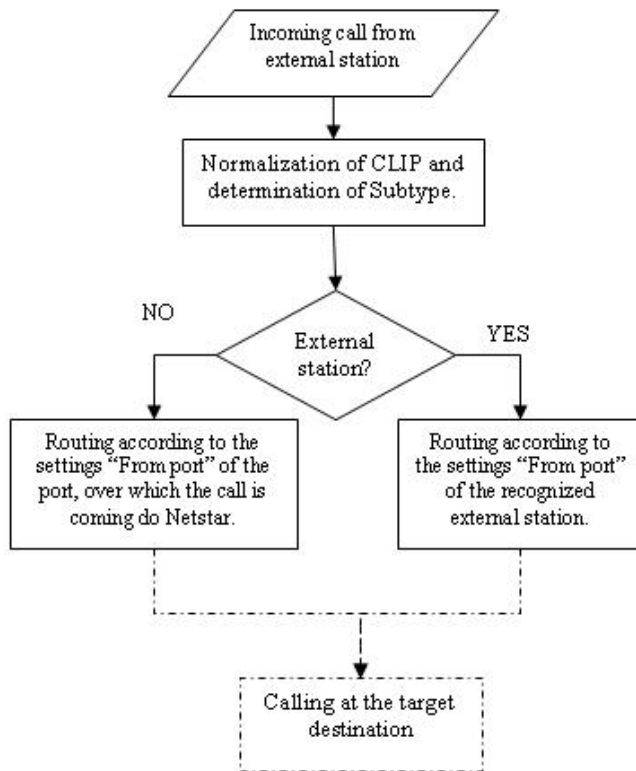 Incoming call from
external station
Normalization of CLIP and
determination of Subtype.
NO
External
station?
YES
Routing according to the
settings “From port” of the
port, over which the call is
coming do Netstar.
Routing according to
the settings “From port”
of the recognized
external station.
Calling at the target
destination